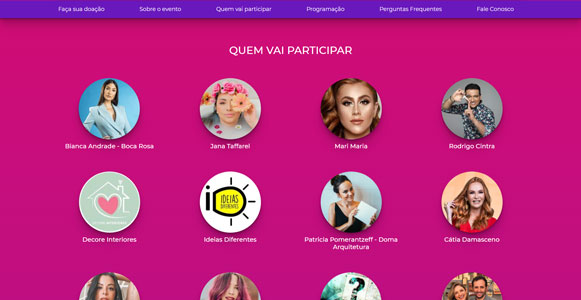 Faça sua doação
Sobre o evento
Quem vai participar
Programação
Perguntas Frequentes
Fale Conosco
QUEM VAI PARTICIPAR
Bianca Andrade - Boca Rosa
Jana Taffarel
Mari Maria
Rodrigo Cintra
IDEIAS
DIFERENTES
Decore Interiores
Ideias Diferentes
Patricia Pomerantzeff - Doma
Arquitetura
Cátia Damasceno
?